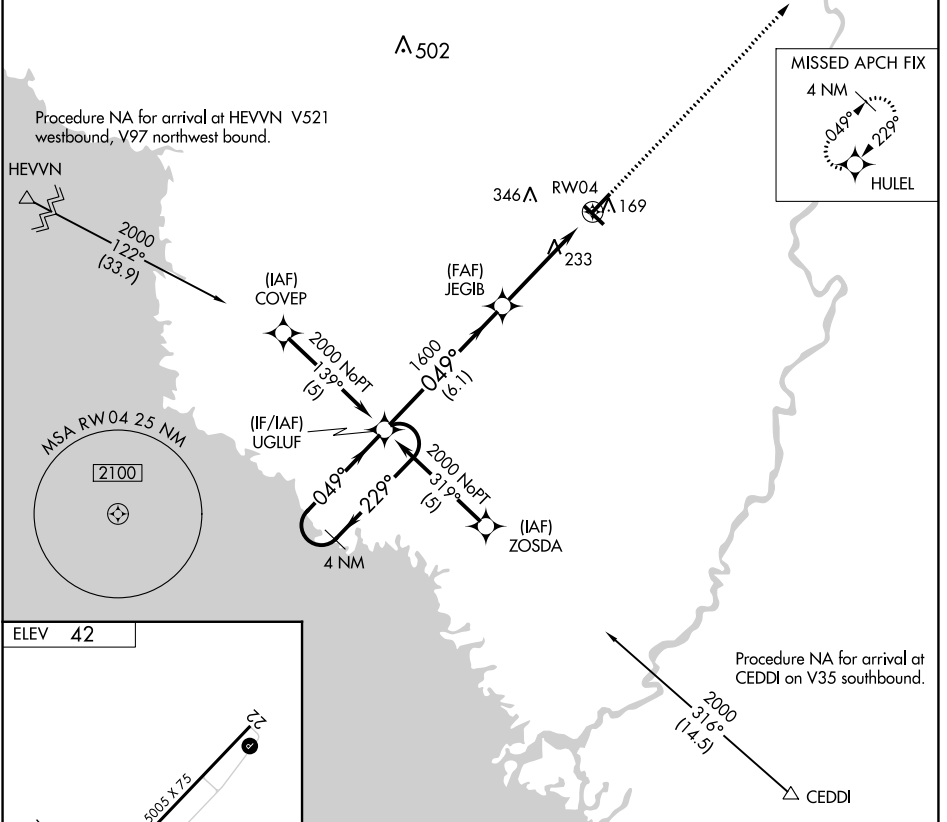 502
MISSED APCH FIX
4 NM
049°
229°
HULEL
Procedure NA for arrival at HEVVN V521
westbound, V97 northwest bound.
HEVVN
2000
122°
(33.9)
346
RW04
169
233
(FAF)
JEGIB
(IAF)
COVEP
2000 NoPT
139°
(5)
1600
049°
(6.1)
(IF/IAF)
UGLUF
MSA RW04 25 NM
2100
049°
229°
4 NM
2000 NoPT
319°
(5)
(IAF)
ZOSDA
ELEV 42
Procedure NA for arrival at
CEDDI on V35 southbound.
2000
316°
(14.5)
CEDDI
22
P
5005 X 75